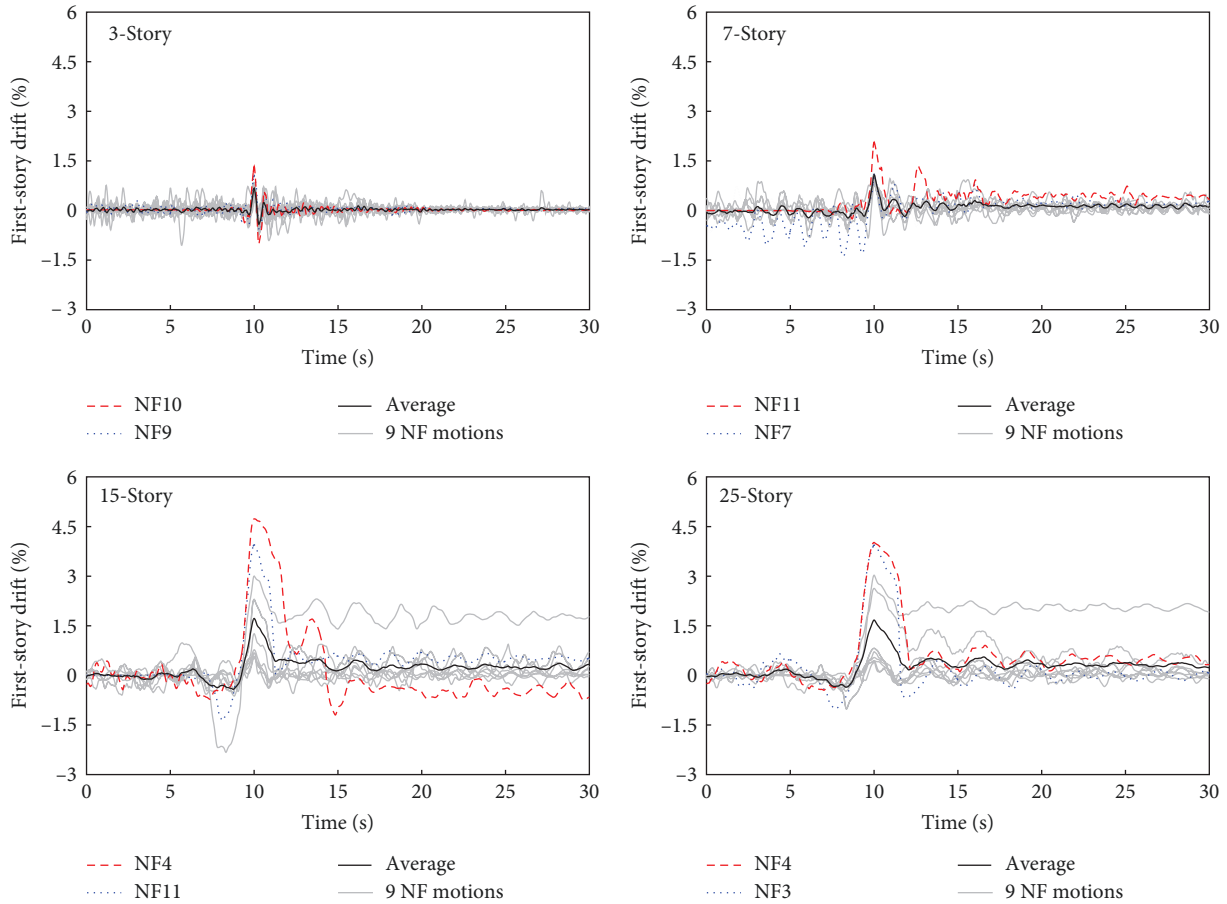 3-Story
First-story drift (%)
6
4.5
3
1.5
0
–1.5
–3
0 5 10 15 20 25 30
Time (s)
NF10
NF9
Average
9 NF motions
7-Story
First-story drift (%)
6
4.5
3
1.5
0
–1.5
–3
0 5 10 15 20 25 30
Time (s)
NF11
NF7
Average
9 NF motions
15-Story
First-story drift (%)
6
4.5
3
1.5
0
–1.5
–3
0 5 10 15 20 25 30
Time (s)
NF4
NF11
Average
9 NF motions
25-Story
First-story drift (%)
6
4.5
3
1.5
0
–1.5
–3
0 5 10 15 20 25 30
Time (s)
NF4
NF3
Average
9 NF motions